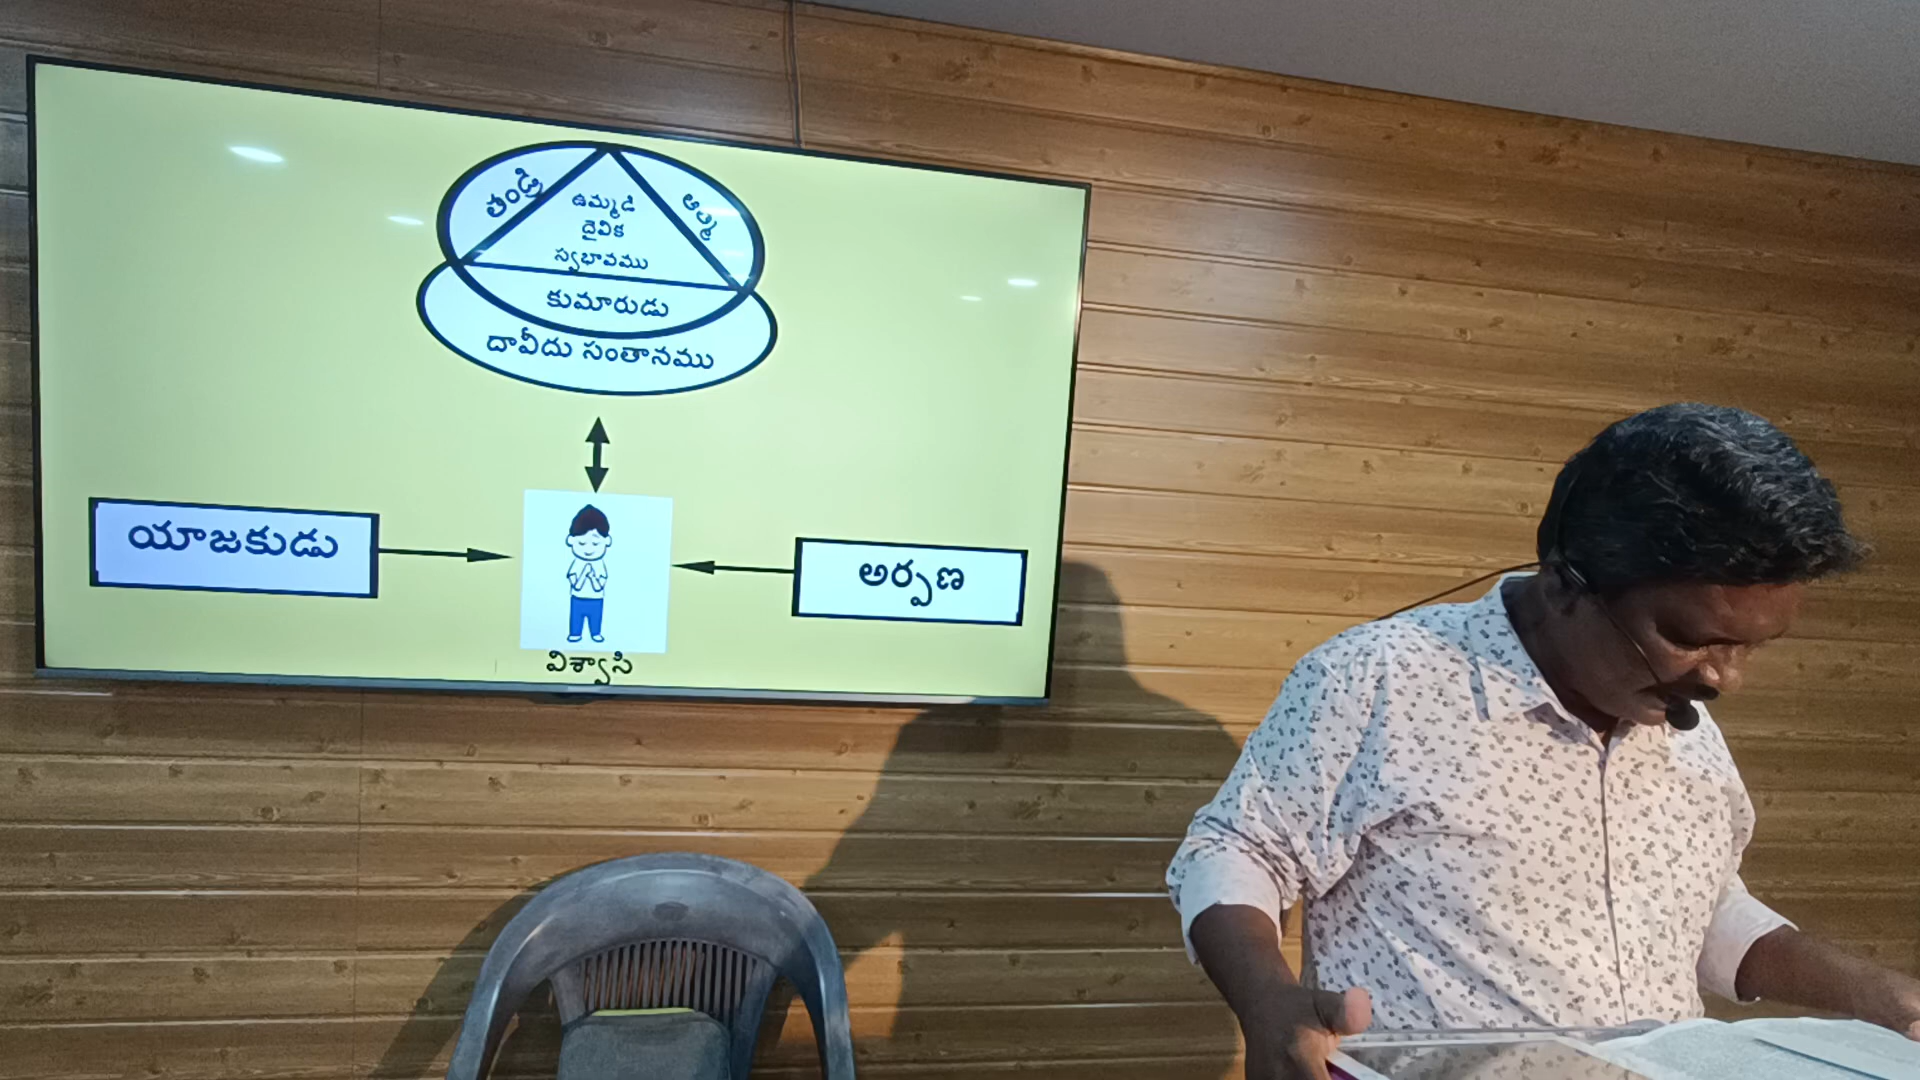 తండ్రి
ఆత్మ
ఉమ్మడి
దైవిక
స్వభావము
కుమారుడు
దావీదు సంతానము
యాజకుడు
అర్పణ
విశ్వాసి